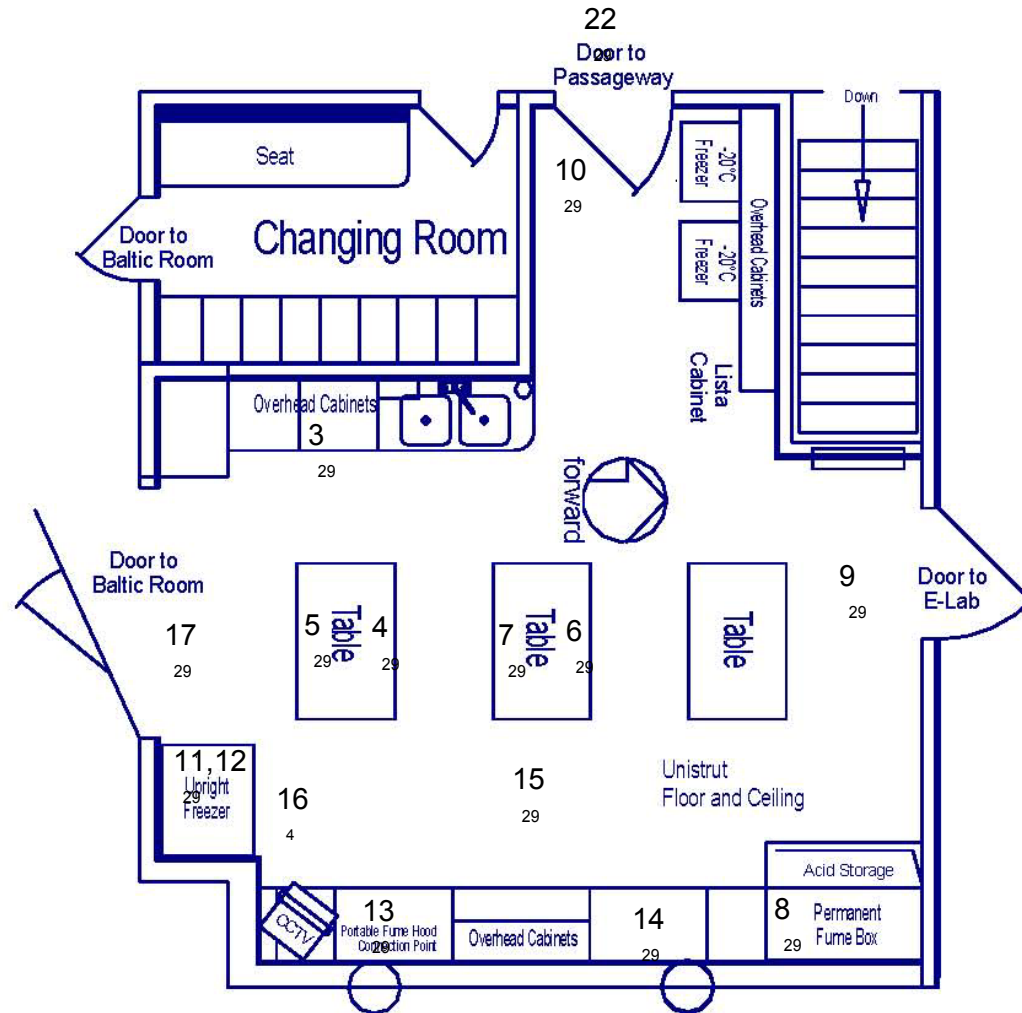 22
29
Door to
Passageway
Down
Seat
10
29
-20°C
Freezer
Overhead Cabinets
Door to
Baltic Room
Changing Room
-20°C
Freezer
Lista
Cabinet
Overhead Cabinets
3
29
forward
Door to
Baltic Room
9
29
Door to
E-Lab
17
29
5
29
Table
4
29
7
29
Table
6
29
Table
11,12
29
Upright
Freezer
16
4
15
29
Unistrut
Floor and Ceiling
Acid Storage
CCTV
13
29
Portable Fume Hood
Connection Point
Overhead Cabinets
14
29
8
29
Permanent
Fume Box